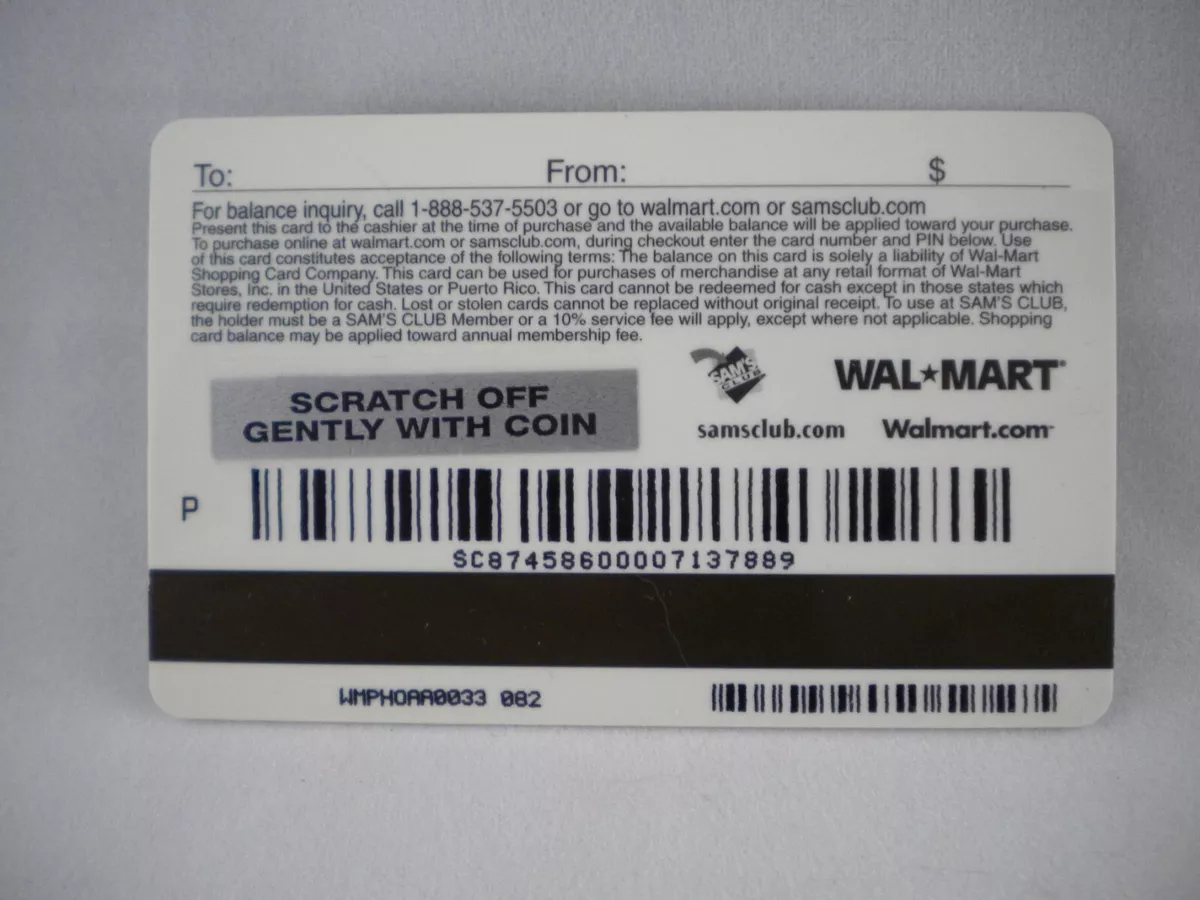 To: From: $
For balance inquiry, call 1-888-537-5503 or go to walmart.com or samsclub.com
Present this card to the cashier at the time of purchase and the available balance will be applied toward your purchase.
To purchase online at walmart.com or samsclub.com, during checkout enter the card number and PIN below. Use
of this card constitutes acceptance of the following terms: The balance on this card is solely a liability of Wal-Mart
Shopping Card Company. This card can be used for purchases of merchandise at any retail format of Wal-Mart
Stores, Inc. in the United States or Puerto Rico. This card cannot be redeemed for cash except in those states which
require redemption for cash. Lost or stolen cards cannot be replaced without original receipt. To use at SAM'S CLUB,
the holder must be a SAM'S CLUB Member or a 10% service fee will apply, except where not applicable. Shopping
card balance may be applied toward annual membership fee.
SCRATCH OFF
GENTLY WITH COIN
SAM'S
CLUB
WAL★MART
samsclub.com Walmart.com
P
SC874586000007137889
WMPHOAA0033 082